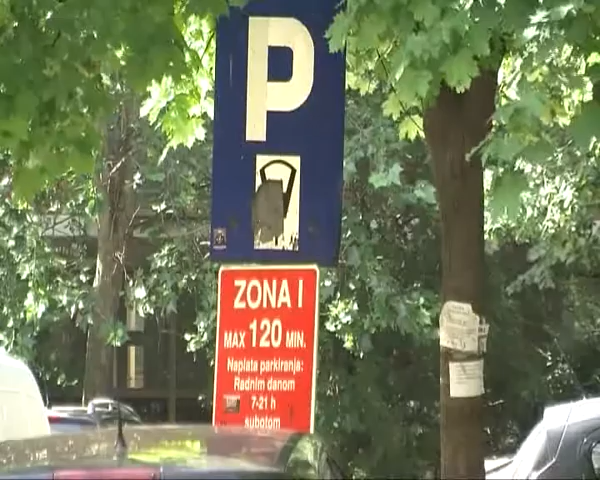 P
ZONA I
MAX 120 MIN.
Naplata parkiranja:
Radnim danom
7-21 h
subotom